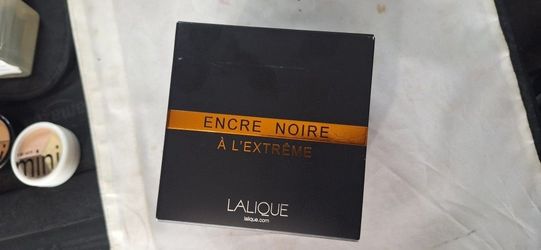 ENCRE NOIRE
À L'EXTRÊME
LALIQUE
lalique.com
mini